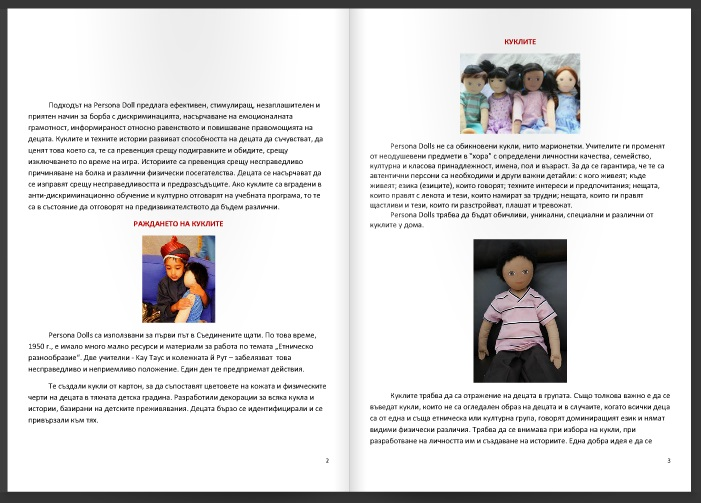 Подходът на Persona Doll предлага ефективен, стимулиращ, незаплашителен и
приятен начин за борба с дискриминацията, насърчаване на емоционалната
грамотност, информираност относно равенството и повишаване правомощията на
децата. Куклите и техните истории развиват способността на децата да съчувстват, да
ценят това което са, те са превенция срещу подигравките и обидите, срещу
изключването по време на игра. Историите са превенция срещу несправедливо
причиняване на болка и различни физически посегателства. Децата се насърчават да
се изправят срещу несправедливостта и предразсъдъците. Ако куклите са вградени в
анти-дискриминационно обучение и културно отговарят на учебната програма, то те
са в състояние да отговорят на предизвикателството да бъдем различни.
РАЖДАНЕТО НА КУКЛИТЕ
Persona Dolls са използвани за първи път в Съединените щати. По това време,
1950 г., е имало много малко ресурси и материали за работа по темата „Етническо
разнообразие“. Две учителки - Кау Таус и колежката й Рут – забелязват това
несправедливо и неприемливо положение. Един ден те предприемат действия.
Те създали кукли от картон, за да съпоставят цветовете на кожата и физическите
черти на децата в тяхната детска градина. Разработили декорации за всяка кукла и
истории, базирани на детските преживявания. Децата бързо се идентифицирали и се
привързали към тях.
2
КУКЛИТЕ
Persona Dolls не са обикновени кукли, нито марионетки. Учителите ги променят
от неодушевени предмети в "хора" с определени личностни качества, семейство,
културна и класова принадлежност, имена, пол и възраст. За да се гарантира, че те са
автентични персони са необходими и други важни детайли: с кого живеят; къде
живеят; езика (езиците), които говорят; техните интереси и предпочитания; нещата,
които правят с лекота и тези, които намират за трудни; нещата, които ги правят
щастливи и тези, които ги разстройват, плашат и тревожат.
Persona Dolls трябва да бъдат обичливи, уникални, специални и различни от
куклите у дома.
Куклите трябва да са отражение на децата в групата. Също толкова важно е да се
въведат кукли, които не са огледален образ на децата и в случаите, когато всички деца
са от една и съща етническа или културна група, говорят доминиращият език и нямат
видими физически различия. Трябва да се внимава при избора на кукли, при
разработване на личността им и създаване на историите. Една добра идея е да се
3